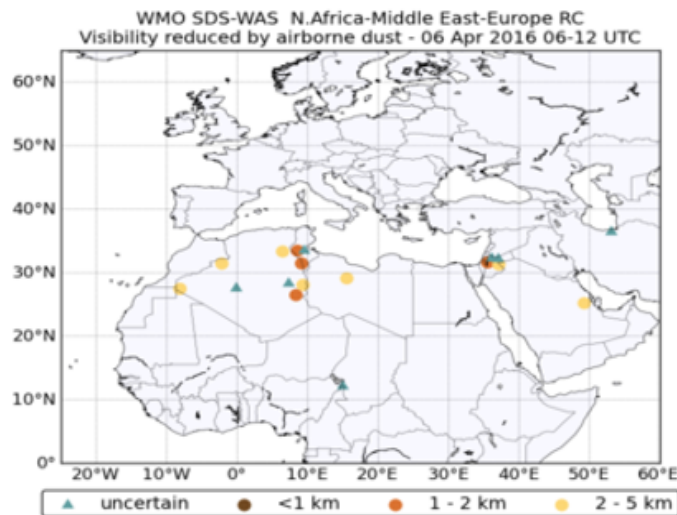 WMO SDS-WAS N.Africa-Middle East-Europe RC
Visibility reduced by airborne dust - 06 Apr 2016 06-12 UTC
60°N
50°N
40°N
30°N
20°N
10°N
0°
20°W 10°W 0° 10°E 20°E 30°E 40°E 50°E 60°E
uncertain <1 km 1 - 2 km 2 - 5 km